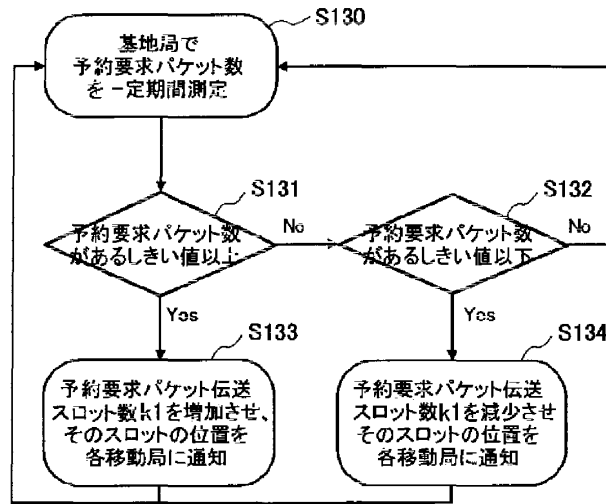 S130
基地局で
予約要求パケット数
を一定期間測定
S131
予約要求パケット数
があるしきい値以上
No
Yes
S132
予約要求パケット数
があるしきい値以下
No
Yes
S133
予約要求パケット伝送
スロット数k1を増加させ、
そのスロットの位置を
各移動局に通知
S134
予約要求パケット伝送
スロット数k1を減少させ
そのスロットの位置を
各移動局に通知